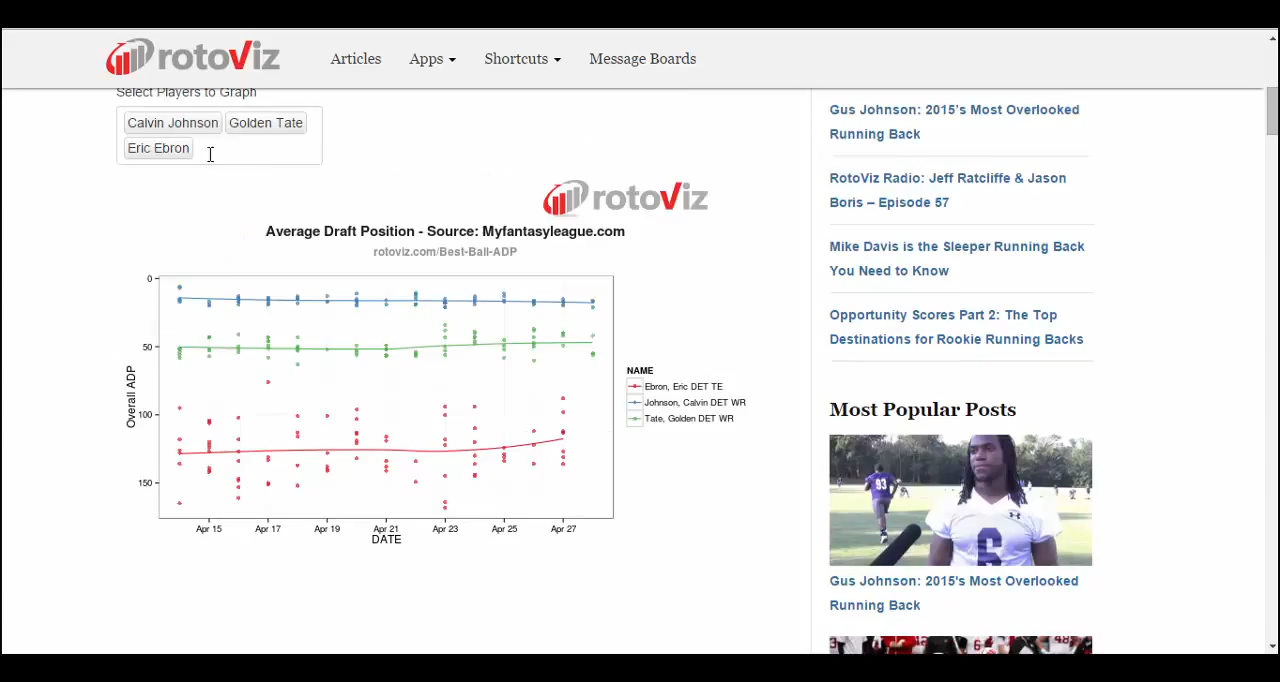 rotoviz
Articles
Apps
Shortcuts
Message Boards
Select Players to Graph
Calvin Johnson
Golden Tate
Eric Ebron
rotoviz
Average Draft Position - Source: Myfantasyleague.com
rotoviz.com/Best-Ball-ADP
0
50
100
150
Overall ADP
Apr 15
Apr 17
Apr 19
Apr 21
Apr 23
Apr 25
Apr 27
DATE
NAME
Ebron, Eric DET TE
Johnson, Calvin DET WR
Tate, Golden DET WR
Gus Johnson: 2015's Most Overlooked
Running Back
RotoViz Radio: Jeff Ratcliffe & Jason
Boris – Episode 57
Mike Davis is the Sleeper Running Back
You Need to Know
Opportunity Scores Part 2: The Top
Destinations for Rookie Running Backs
Most Popular Posts
93
6
Gus Johnson: 2015's Most Overlooked
Running Back